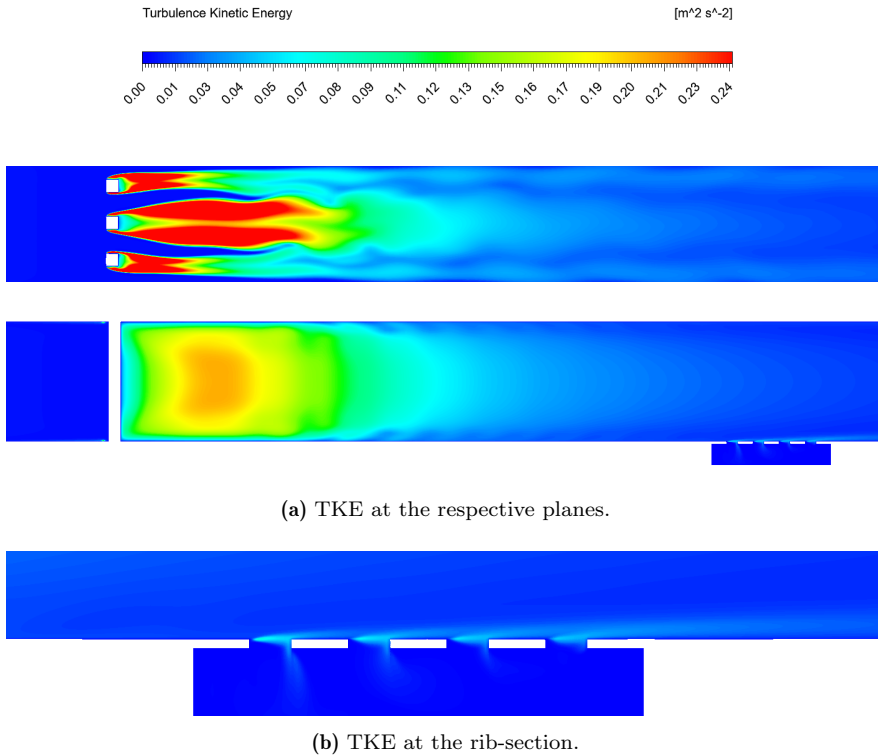 Turbulence Kinetic Energy [m^2 s^-2]
0.00 0.01 0.03 0.04 0.05 0.07 0.08 0.09 0.11 0.12 0.13 0.15 0.16 0.17 0.19 0.20 0.21 0.23 0.24
(a) TKE at the respective planes.
(b) TKE at the rib-section.